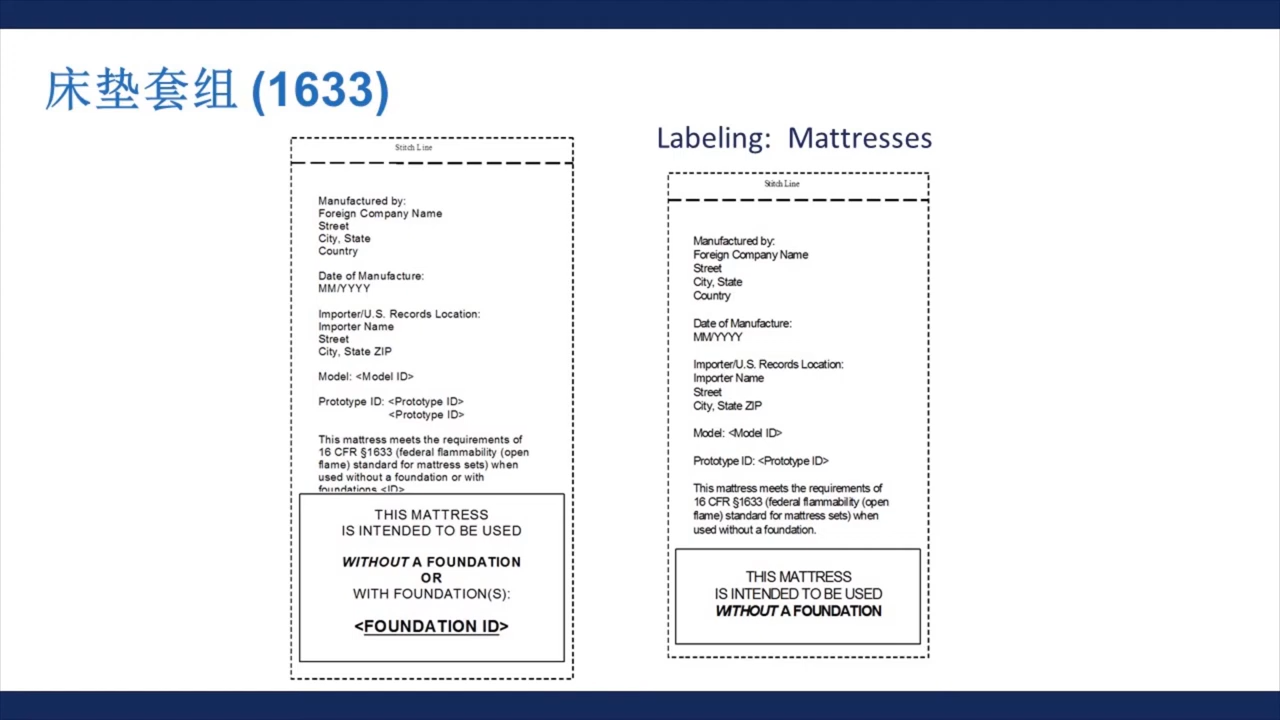 床垫套组 (1633)
Labeling: Mattresses
Stitch Line
Manufactured by:
Foreign Company Name
Street
City, State
Country
Date of Manufacture:
MM/YYYY
Importer/U.S. Records Location:
Importer Name
Street
City, State ZIP
Model: <Model ID>
Prototype ID: <Prototype ID>
<Prototype ID>
This mattress meets the requirements of
16 CFR §1633 (federal flammability (open
flame) standard for mattress sets) when
used without a foundation or with
foundations <ID>
THIS MATTRESS
IS INTENDED TO BE USED
WITHOUT A FOUNDATION
OR
WITH FOUNDATION(S):
<FOUNDATION ID>
Stitch Line
Manufactured by:
Foreign Company Name
Street
City, State
Country
Date of Manufacture:
MM/YYYY
Importer/U.S. Records Location:
Importer Name
Street
City, State ZIP
Model: <Model ID>
Prototype ID: <Prototype ID>
This mattress meets the requirements of
16 CFR §1633 (federal flammability (open
flame) standard for mattress sets) when
used without a foundation.
THIS MATTRESS
IS INTENDED TO BE USED
WITHOUT A FOUNDATION